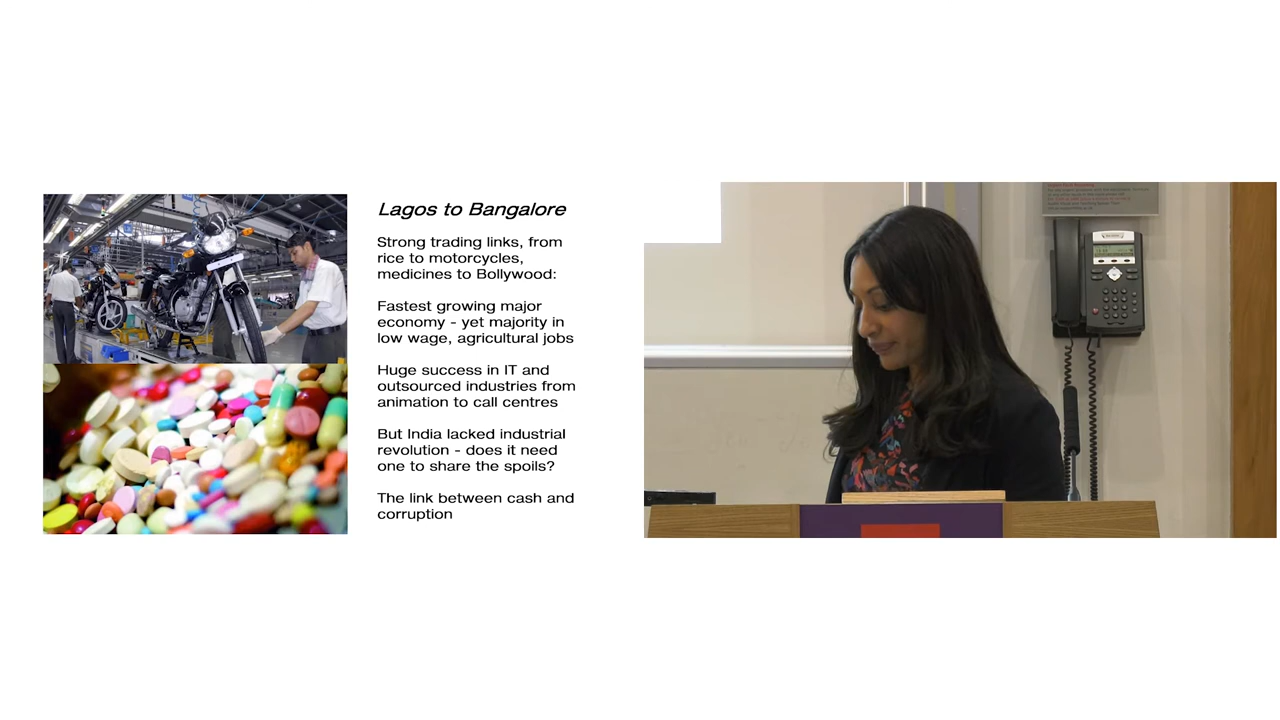 Lagos to Bangalore
Strong trading links, from
rice to motorcycles,
medicines to Bollywood:
Fastest growing major
economy - yet majority in
low wage, agricultural jobs
Huge success in IT and
outsourced industries from
animation to call centres
But India lacked industrial
revolution - does it need
one to share the spoils?
The link between cash and
corruption